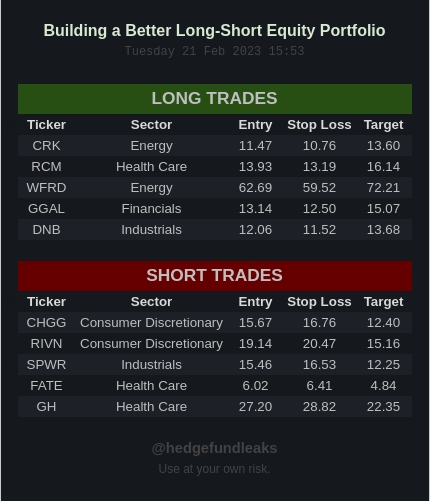 Building a Better Long-Short Equity Portfolio
Tuesday 21 Feb 2023 15:53
LONG TRADES
Ticker Sector Entry Stop Loss Target
CRK Energy 11.47 10.76 13.60
RCM Health Care 13.93 13.19 16.14
WFRD Energy 62.69 59.52 72.21
GGAL Financials 13.14 12.50 15.07
DNB Industrials 12.06 11.52 13.68
SHORT TRADES
Ticker Sector Entry Stop Loss Target
CHGG Consumer Discretionary 15.67 16.76 12.40
RIVN Consumer Discretionary 19.14 20.47 15.16
SPWR Industrials 15.46 16.53 12.25
FATE Health Care 6.02 6.41 4.84
GH Health Care 27.20 28.82 22.35
@hedgefundleaks
Use at your own risk.